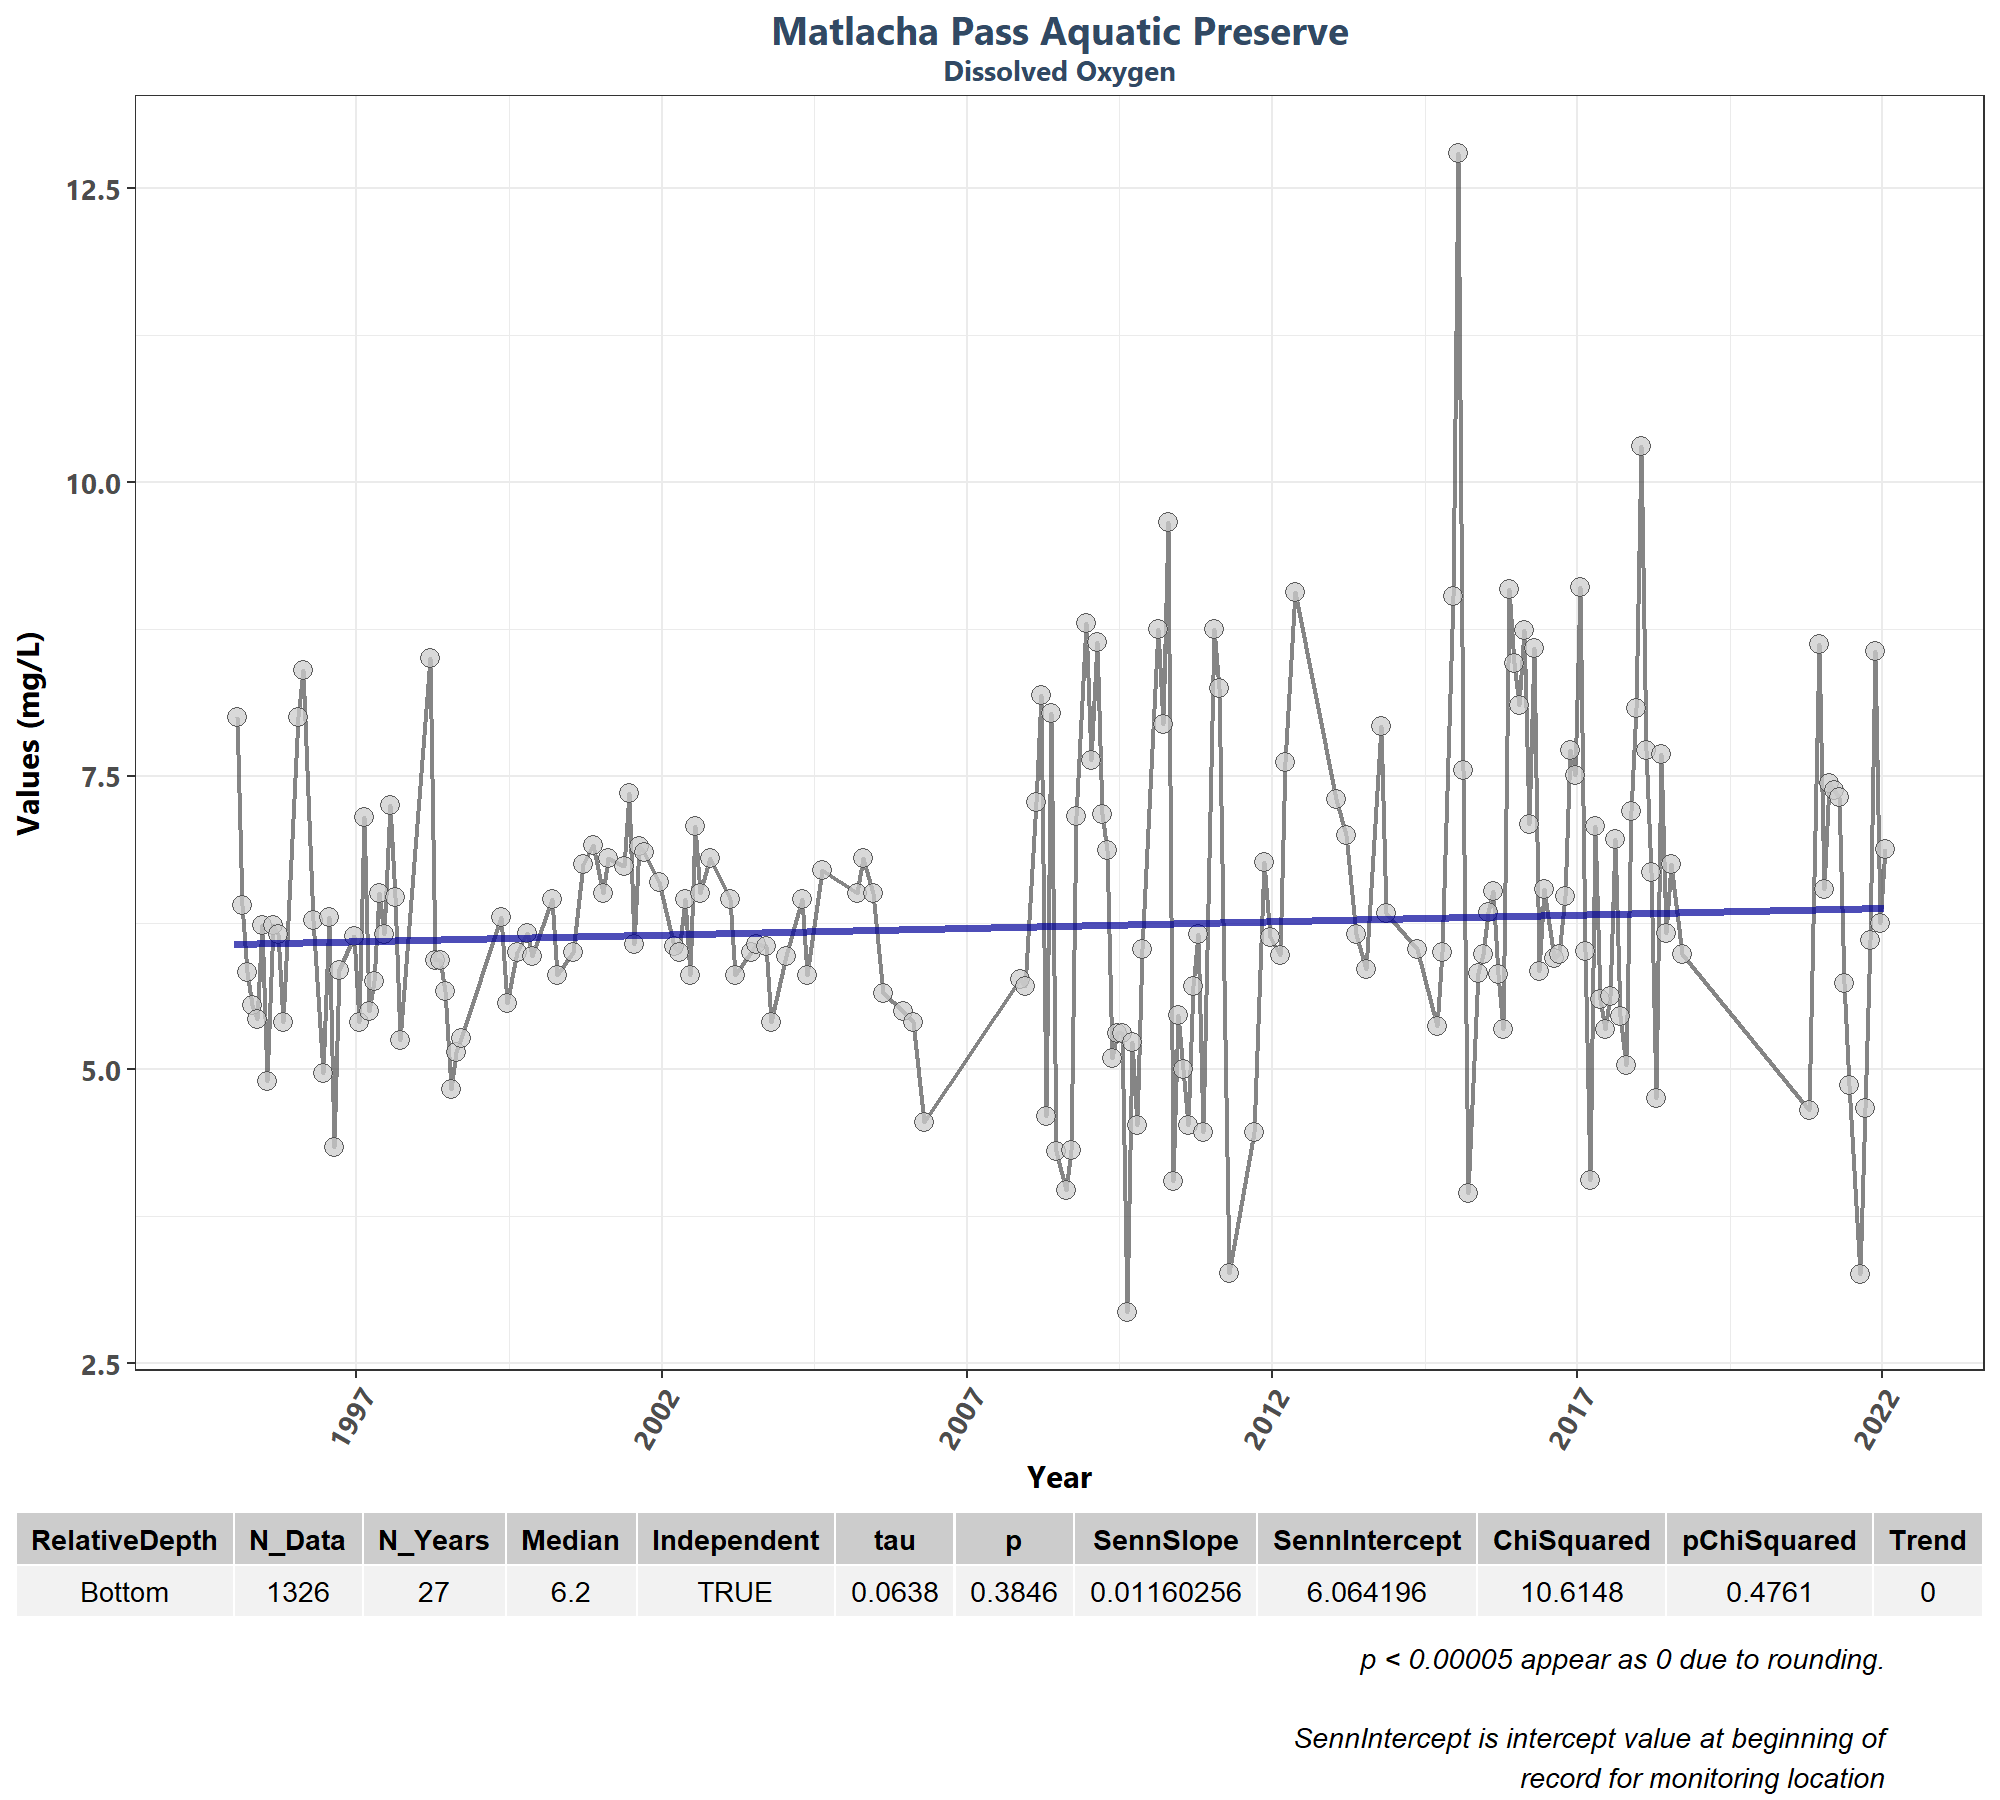 Matlacha Pass Aquatic Preserve
Dissolved Oxygen
Values (mg/L)
12.5
10.0
7.5
5.0
2.5
1997 2002 2007 2012 2017 2022
Year
RelativeDepth N_Data N_Years Median Independent tau p SennSlope SennIntercept ChiSquared pChiSquared Trend
Bottom 1326 27 6.2 TRUE 0.0638 0.3846 0.01160256 6.064196 10.6148 0.4761 0
p < 0.00005 appear as 0 due to rounding.
SennIntercept is intercept value at beginning of
record for monitoring location